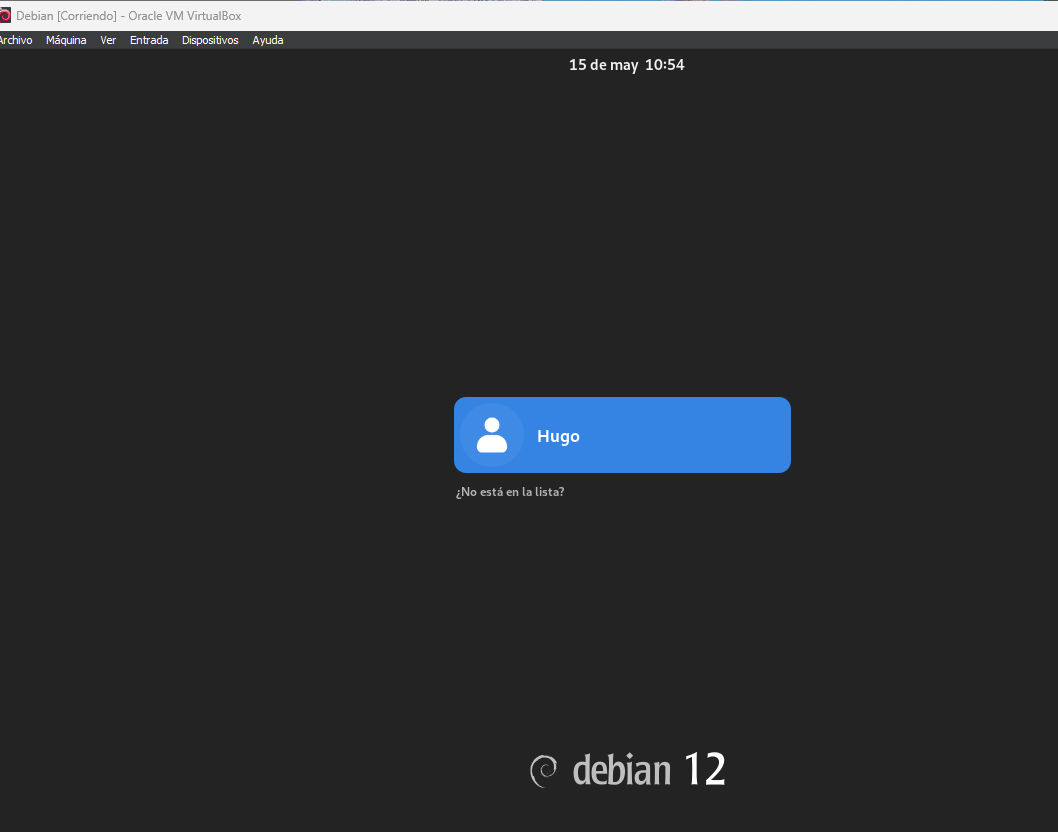 Debian [Corriendo] - Oracle VM VirtualBox
Archivo Máquina Ver Entrada Dispositivos Ayuda
15 de may 10:54
Hugo
¿No está en la lista?
debian 12